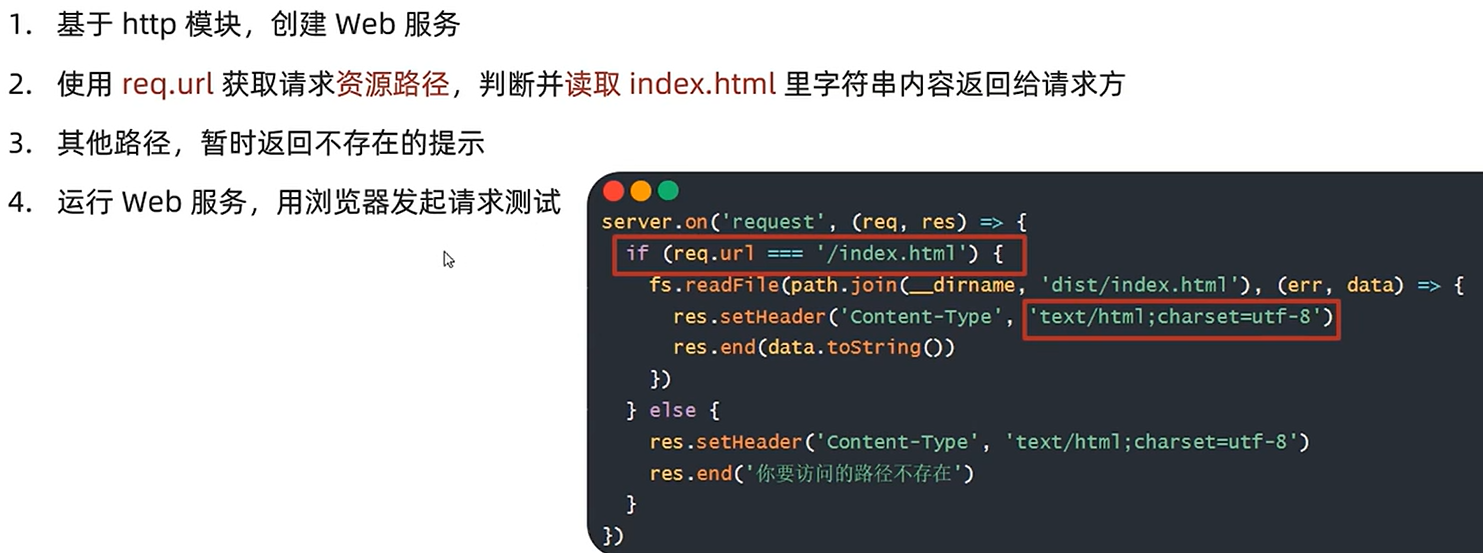 1. 基于 http 模块，创建 Web 服务
2. 使用 req.url 获取请求资源路径，判断并读取 index.html 里字符串内容返回给请求方
3. 其他路径，暂时返回不存在的提示
4. 运行 Web 服务，用浏览器发起请求测试
server.on('request', (req, res) => {
  if (req.url === '/index.html') {
    fs.readFile(path.join(__dirname, 'dist/index.html'), (err, data) => {
      res.setHeader('Content-Type', 'text/html;charset=utf-8')
      res.end(data.toString())
    })
  } else {
    res.setHeader('Content-Type', 'text/html;charset=utf-8')
    res.end('你要访问的路径不存在')
  }
})